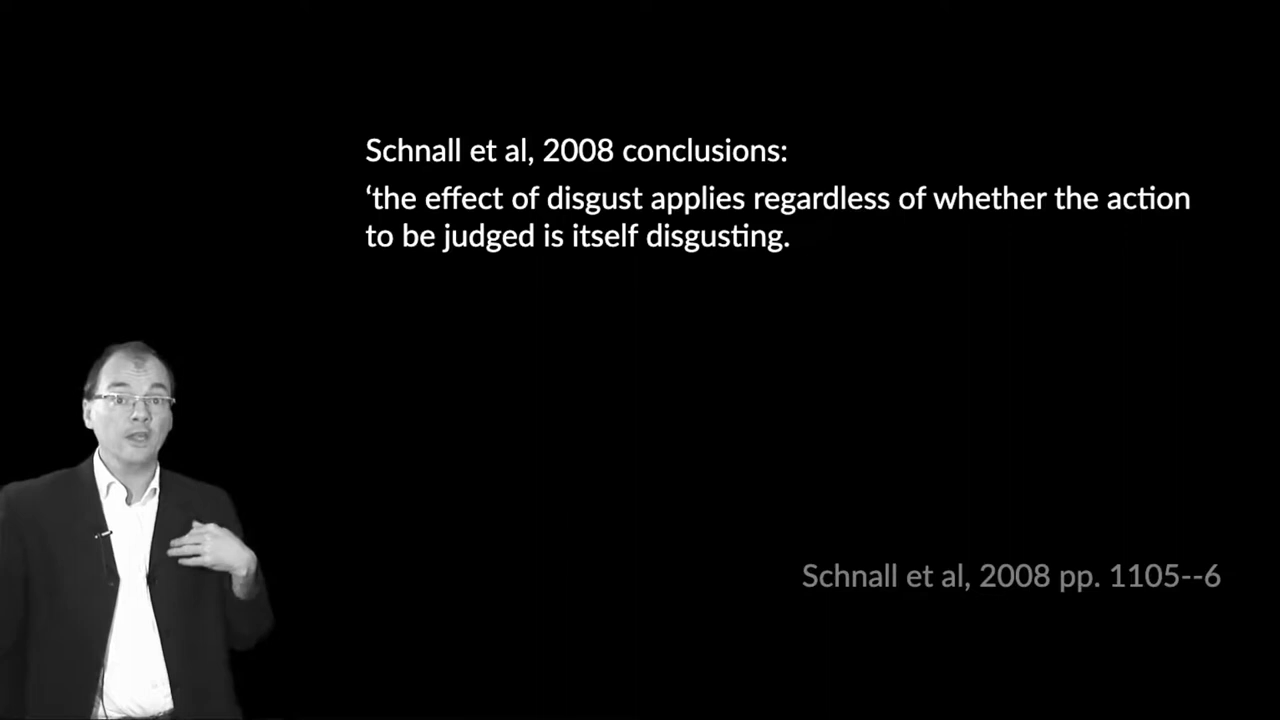 Schnall et al, 2008 conclusions:
‘the effect of disgust applies regardless of whether the action
to be judged is itself disgusting.
Schnall et al, 2008 pp. 1105--6